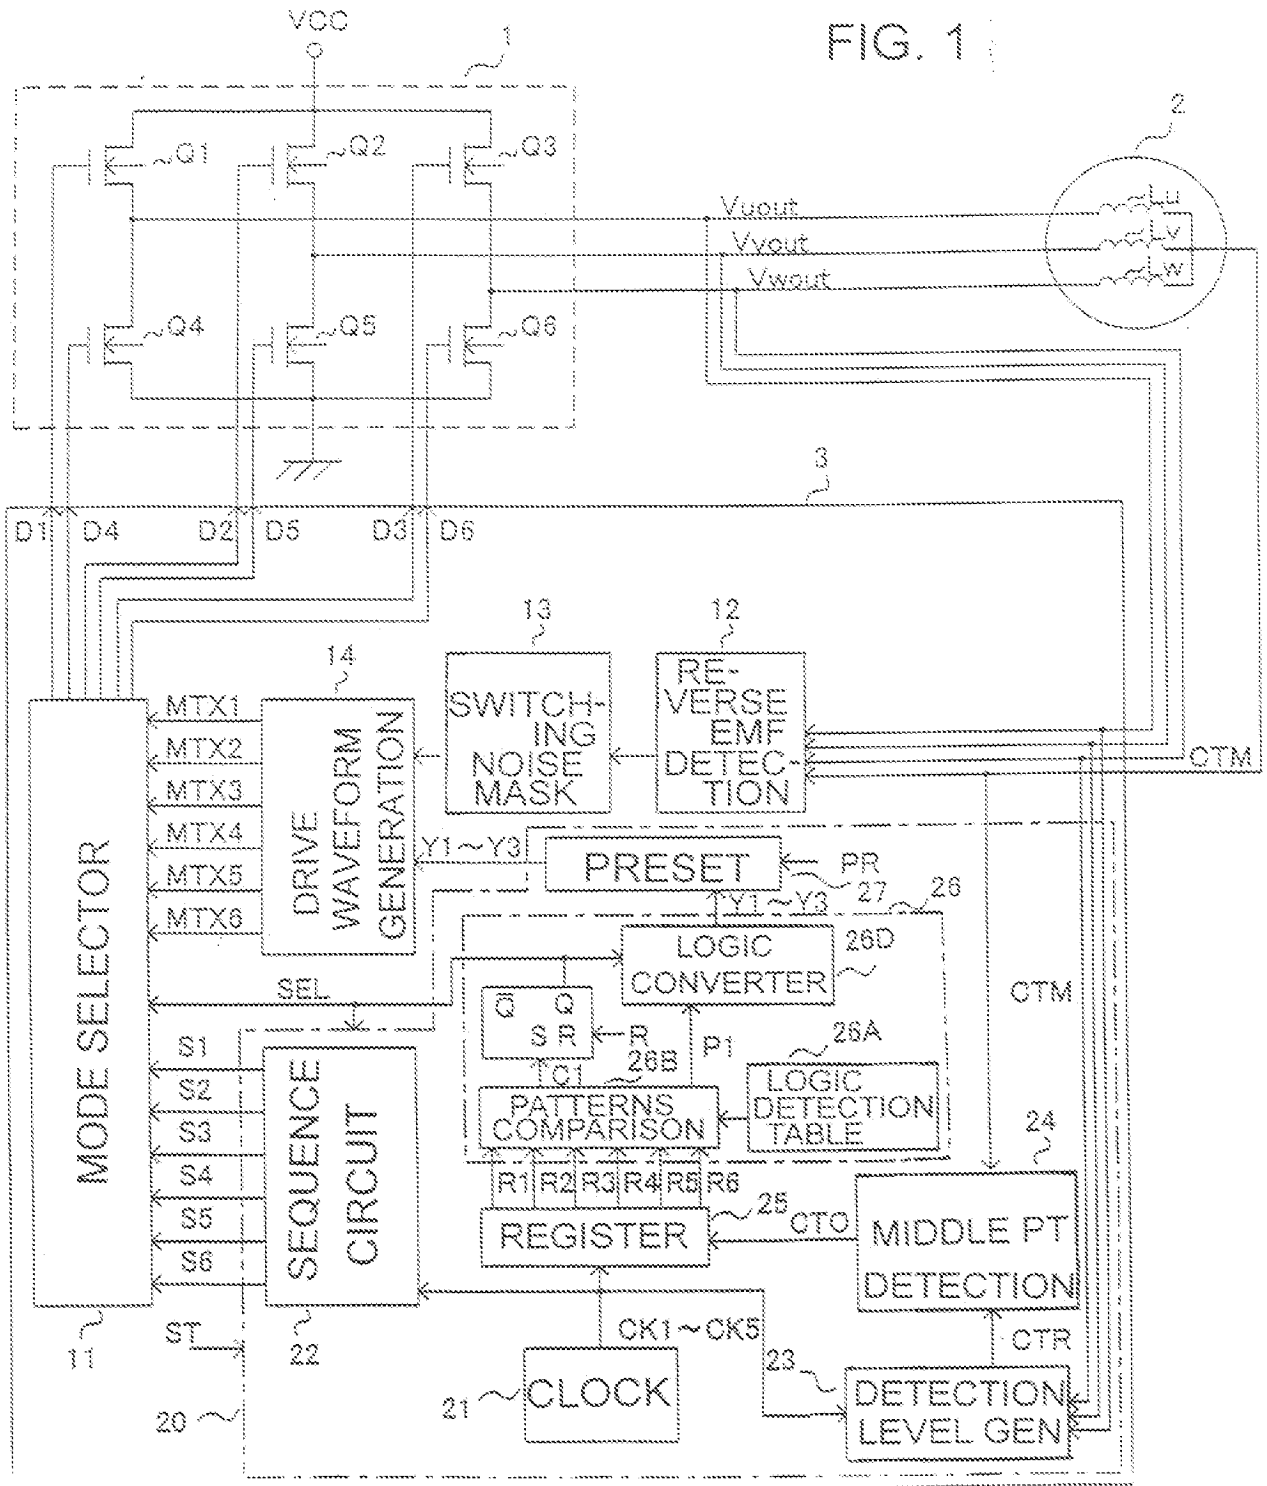 FIG. 1
VCC
1
2
Q1
Q2
Q3
Lu
Vuout
Lv
Vvout
Lw
Vwout
Q4
Q5
Q6
3
D1
D4
D2
D5
D3
D6
13
12
14
SWITCH-
ING
NOISE
MASK
RE-
VERSE
EMF
DETEC-
TION
MTX1
MTX2
MTX3
MTX4
MTX5
MTX6
DRIVE
WAVEFORM
GENERATION
CTM
MODE SELECTOR
Y1~Y3
PRESET
PR
27
26
Y1~Y3
LOGIC
CONVERTER
26D
SEL
Q̅ Q
S R
R
CTM
P1
26A
C1
26B
LOGIC
DETECTION
TABLE
PATTERNS
COMPARISON
S1
S2
S3
S4
S5
S6
SEQUENCE
CIRCUIT
24
R1
R2
R3
R4
R5
R6
25
REGISTER
CTO
MIDDLE PT
DETECTION
11
ST
22
CK1~CK5
CTR
23
20
21
CLOCK
DETECTION
LEVEL GEN